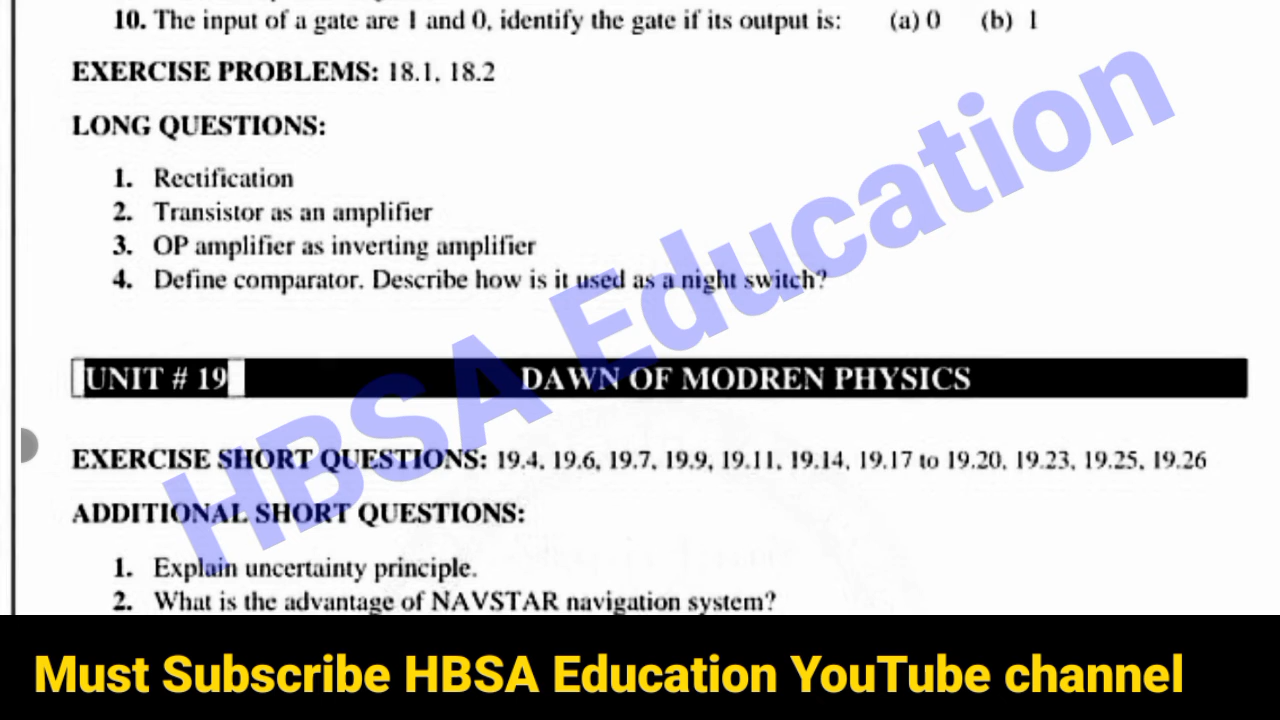 10. The input of a gate are 1 and 0, identify the gate if its output is: (a) 0 (b) 1
EXERCISE PROBLEMS: 18.1, 18.2
LONG QUESTIONS:
1. Rectification
2. Transistor as an amplifier
3. OP amplifier as inverting amplifier
4. Define comparator. Describe how is it used as a night switch?
HBSA Education
UNIT # 19 DAWN OF MODREN PHYSICS
EXERCISE SHORT QUESTIONS: 19.4, 19.6, 19.7, 19.9, 19.11, 19.14, 19.17 to 19.20, 19.23, 19.25, 19.26
ADDITIONAL SHORT QUESTIONS:
1. Explain uncertainty principle.
2. What is the advantage of NAVSTAR navigation system?
Must Subscribe HBSA Education YouTube channel